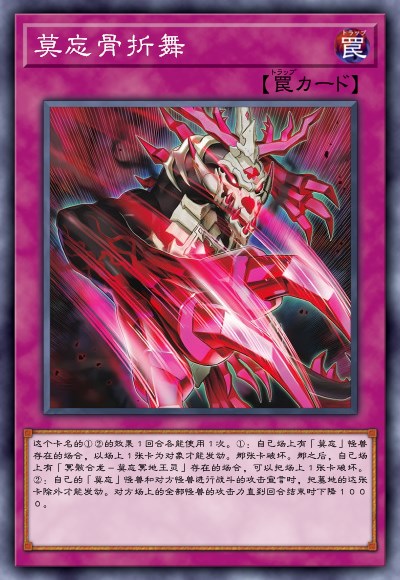 莫忘骨折舞
トラップ
罠
トラップ
【罠カード】
这个卡名的①②的效果1回合各能使用1次。①：自己场上有「莫忘」怪兽
存在的场合，以场上1张卡为对象才能发动。那张卡破坏。那之后，自己场
上有「冥骸合龙－莫忘冥地王灵」存在的场合，可以把场上1张卡破坏。
②：自己的「莫忘」怪兽和对方怪兽进行战斗的攻击宣言时，把墓地的这张
卡除外才能发动。对方场上的全部怪兽的攻击力直到回合结束时下降１００
０。